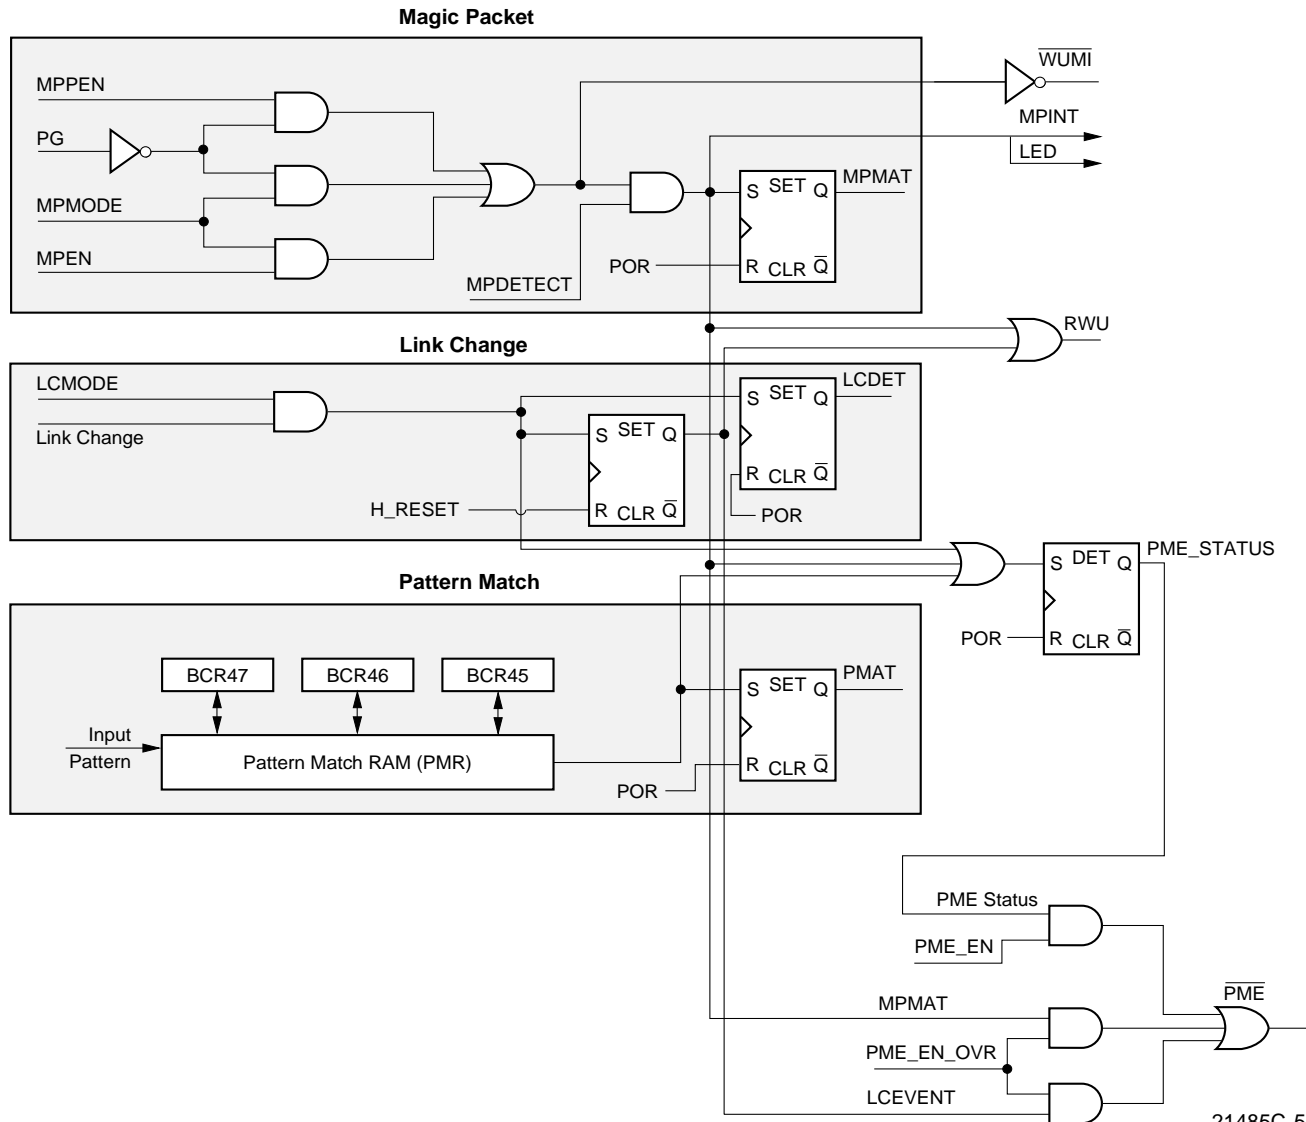 Magic Packet
MPPEN
PG
MPMODE
MPEN
MPDETECT
POR
S SET Q
R CLR Q̅
MPMAT
W̅U̅M̅I̅
MPINT
LED
RWU
Link Change
LCMODE
Link Change
H_RESET
S SET Q
R CLR Q̅
S SET Q
R CLR Q̅
LCDET
POR
S DET Q
R CLR Q̅
PME_STATUS
POR
Pattern Match
BCR47
BCR46
BCR45
Input
Pattern
Pattern Match RAM (PMR)
POR
S SET Q
R CLR Q̅
PMAT
PME Status
PME_EN
MPMAT
PME_EN_OVR
LCEVENT
P̅M̅E̅